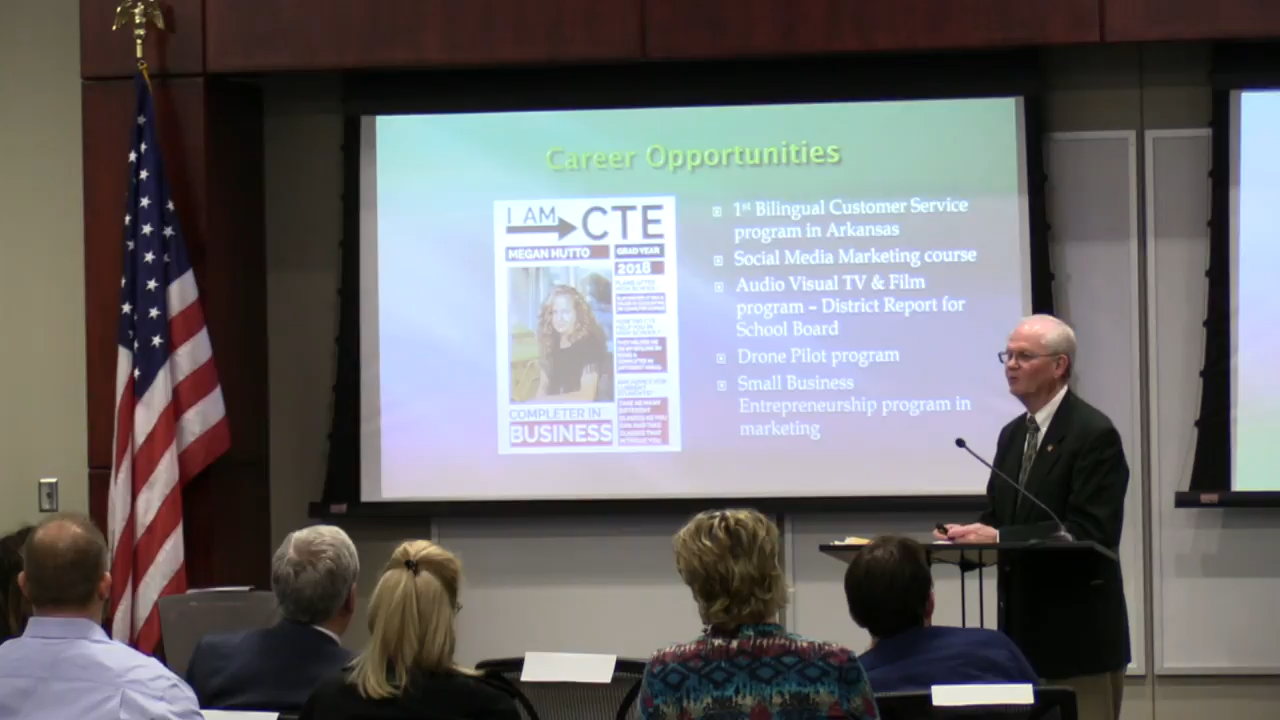 Career Opportunities
I AM
CTE
MEGAN HUTTO
GRAD YEAR
2018
COMPLETER IN
BUSINESS
1st Bilingual Customer Service
program in Arkansas
Social Media Marketing course
Audio Visual TV & Film
program – District Report for
School Board
Drone Pilot program
Small Business
Entrepreneurship program in
marketing